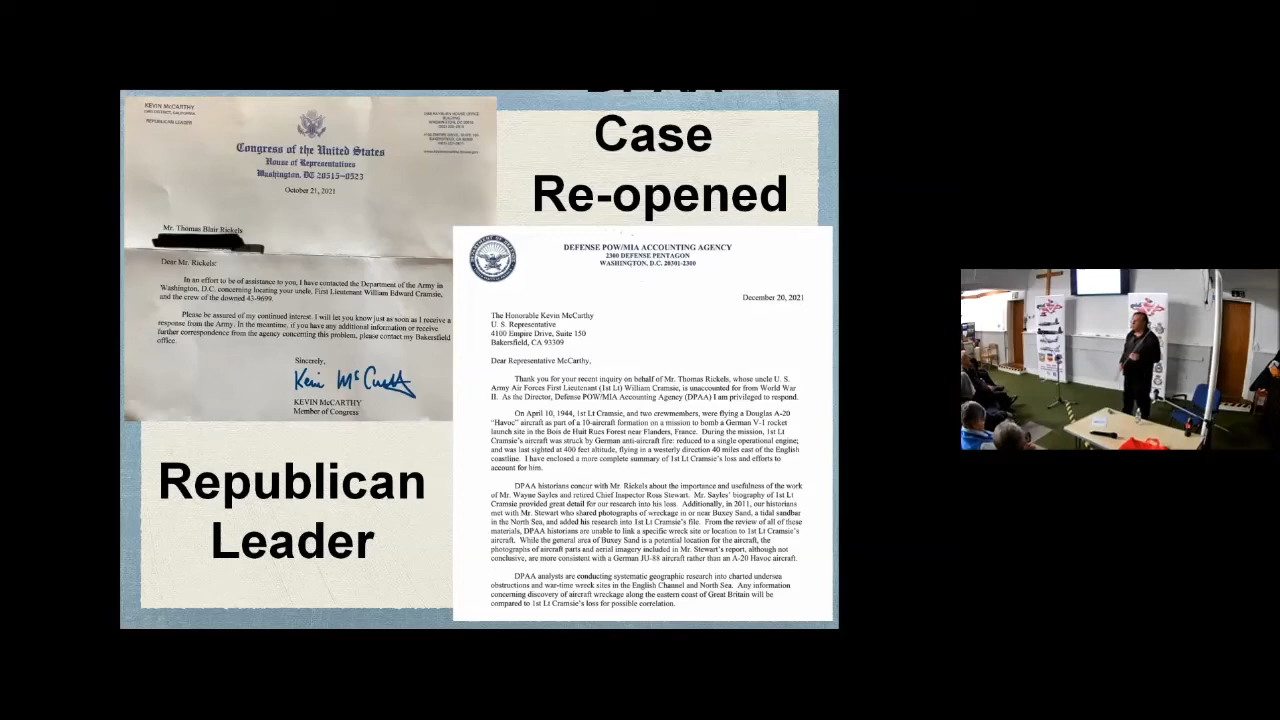 DPAA
Case
Re-opened
KEVIN McCARTHY
REPUBLICAN LEADER
Congress of the United States
House of Representatives
Washington, DC 20515-0523
October 21, 2021
Mr. Thomas Blair Rickels
Dear Mr. Rickels:
In an effort to be of assistance to you, I have contacted the Department of the Army in
Washington, D.C. concerning locating your uncle, First Lieutenant William Edward Cramsie,
and the crew of the downed 43-9699.
Please be assured of my continued interest. I will let you know just as soon as I receive a
response from the Army. In the meantime, if you have any additional information or receive
further correspondence from the agency concerning this problem, please contact my Bakersfield
office.
Sincerely,
Kevin McCarthy
KEVIN McCARTHY
Member of Congress
Republican
Leader
DEFENSE POW/MIA ACCOUNTING AGENCY
2300 DEFENSE PENTAGON
WASHINGTON, D.C. 20301-2300
December 20, 2021
The Honorable Kevin McCarthy
U. S. Representative
4100 Empire Drive, Suite 150
Bakersfield, CA 93309
Dear Representative McCarthy,
Thank you for your recent inquiry on behalf of Mr. Thomas Rickels, whose uncle U. S.
Army Air Forces First Lieutenant (1st Lt) William Cramsie, is unaccounted for from World War
II. As the Director, Defense POW/MIA Accounting Agency (DPAA) I am privileged to respond.
On April 10, 1944, 1st Lt Cramsie, and two crewmembers, were flying a Douglas A-20
“Havoc” aircraft as part of a 10-aircraft formation on a mission to bomb a German V-1 rocket
launch site in the Bois de Huit Rues Forest near Flanders, France. During the mission, 1st Lt
Cramsie’s aircraft was struck by German anti-aircraft fire: reduced to a single operational engine;
and was last sighted at 400 feet altitude, flying in a westerly direction 40 miles east of the English
coastline. I have enclosed a more complete summary of 1st Lt Cramsie’s loss and efforts to
account for him.
DPAA historians concur with Mr. Rickels about the importance and usefulness of the work
of Mr. Wayne Sayles and retired Chief Inspector Ross Stewart. Mr. Sayles’ biography of 1st Lt
Cramsie provided great detail for our research into his loss. Additionally, in 2011, our historians
met with Mr. Stewart who shared photographs of wreckage in or near Buxey Sand, a tidal sandbar
in the North Sea, and added his research into 1st Lt Cramsie’s file. From the review of all of these
materials, DPAA historians are unable to link a specific wreck site or location to 1st Lt Cramsie’s
aircraft. While the general area of Buxey Sand is a potential location for the aircraft, the
photographs of aircraft parts and aerial imagery included in Mr. Stewart’s report, although not
conclusive, are more consistent with a German JU-88 aircraft rather than an A-20 Havoc aircraft.
DPAA analysts are conducting systematic geographic research into charted undersea
obstructions and war-time wreck sites in the English Channel and North Sea. Any information
concerning discovery of aircraft wreckage along the eastern coast of Great Britain will be
compared to 1st Lt Cramsie’s loss for possible correlation.